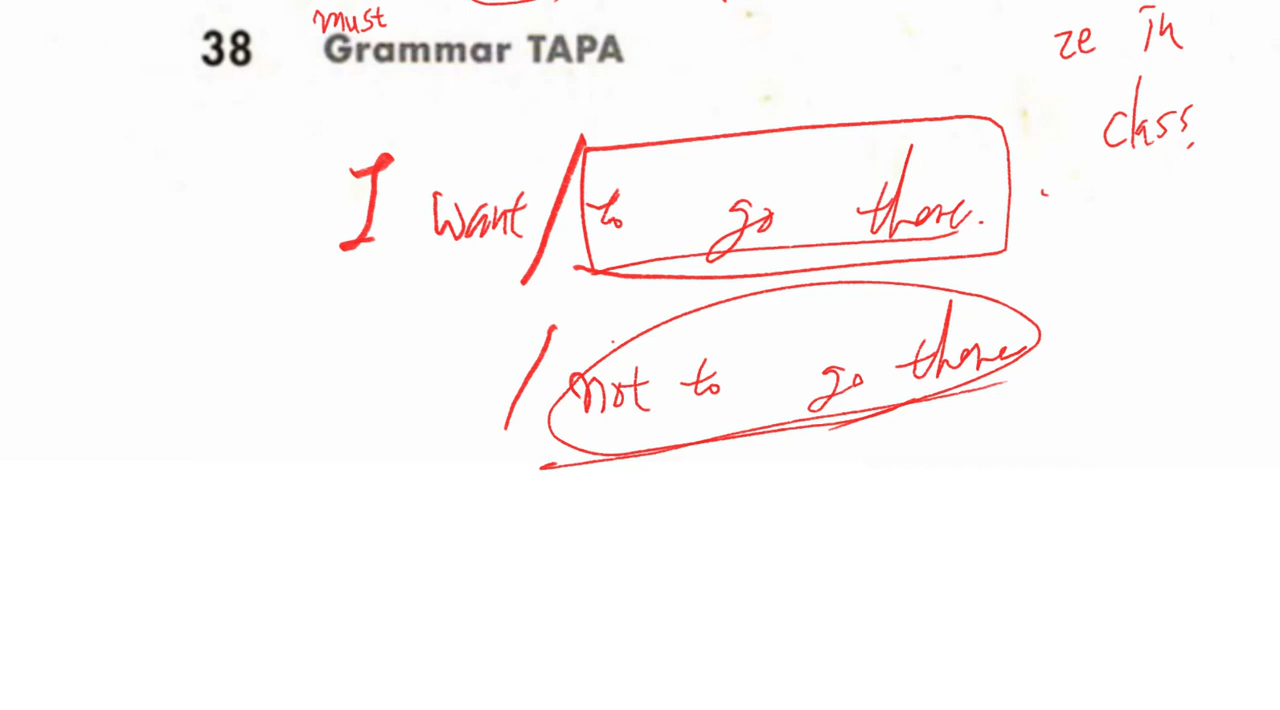 must
38 Grammar TAPA
ze in
class.
I want / to go there.
/ not to go there